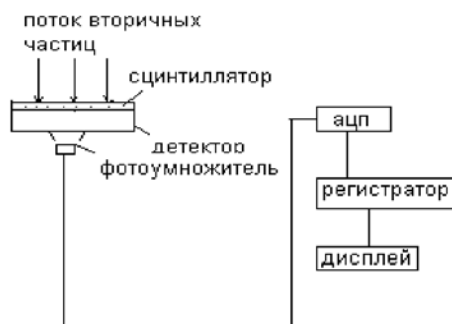 поток вторичных
частиц
сцинтиллятор
детектор
фотоумножитель
ацп
регистратор
дисплей